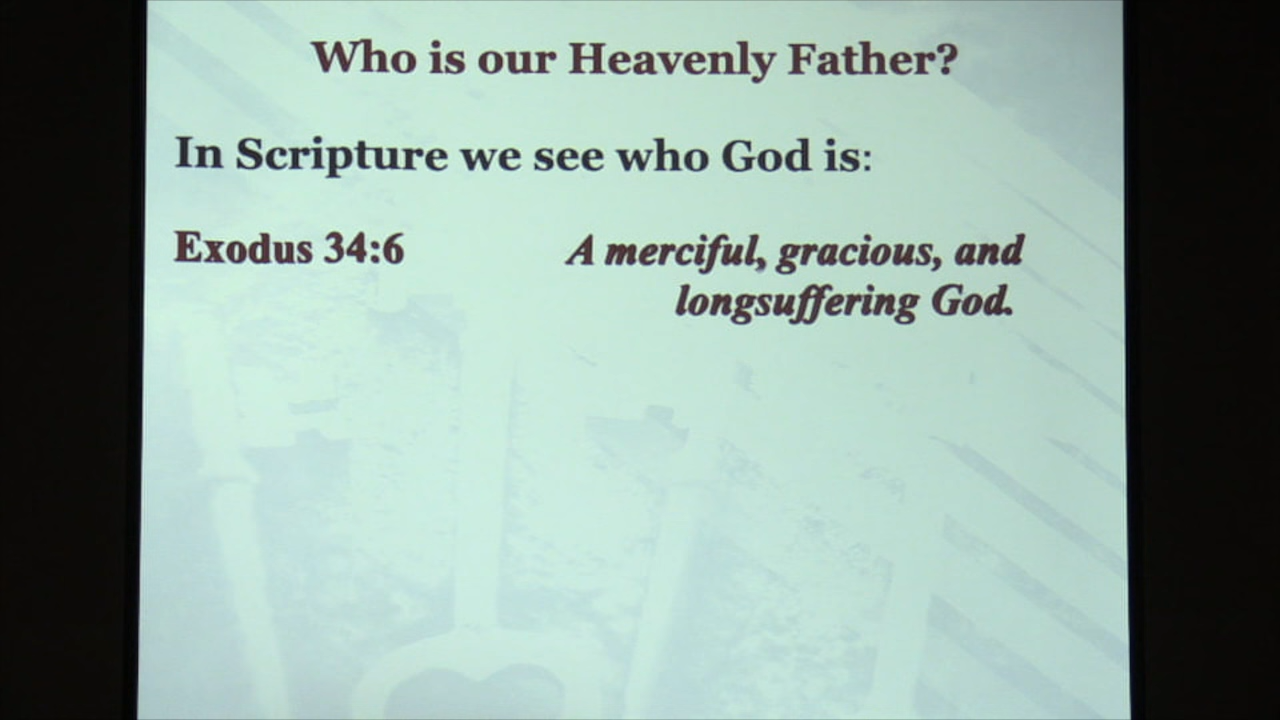 Who is our Heavenly Father?
In Scripture we see who God is:
Exodus 34:6 A merciful, gracious, and
longsuffering God.